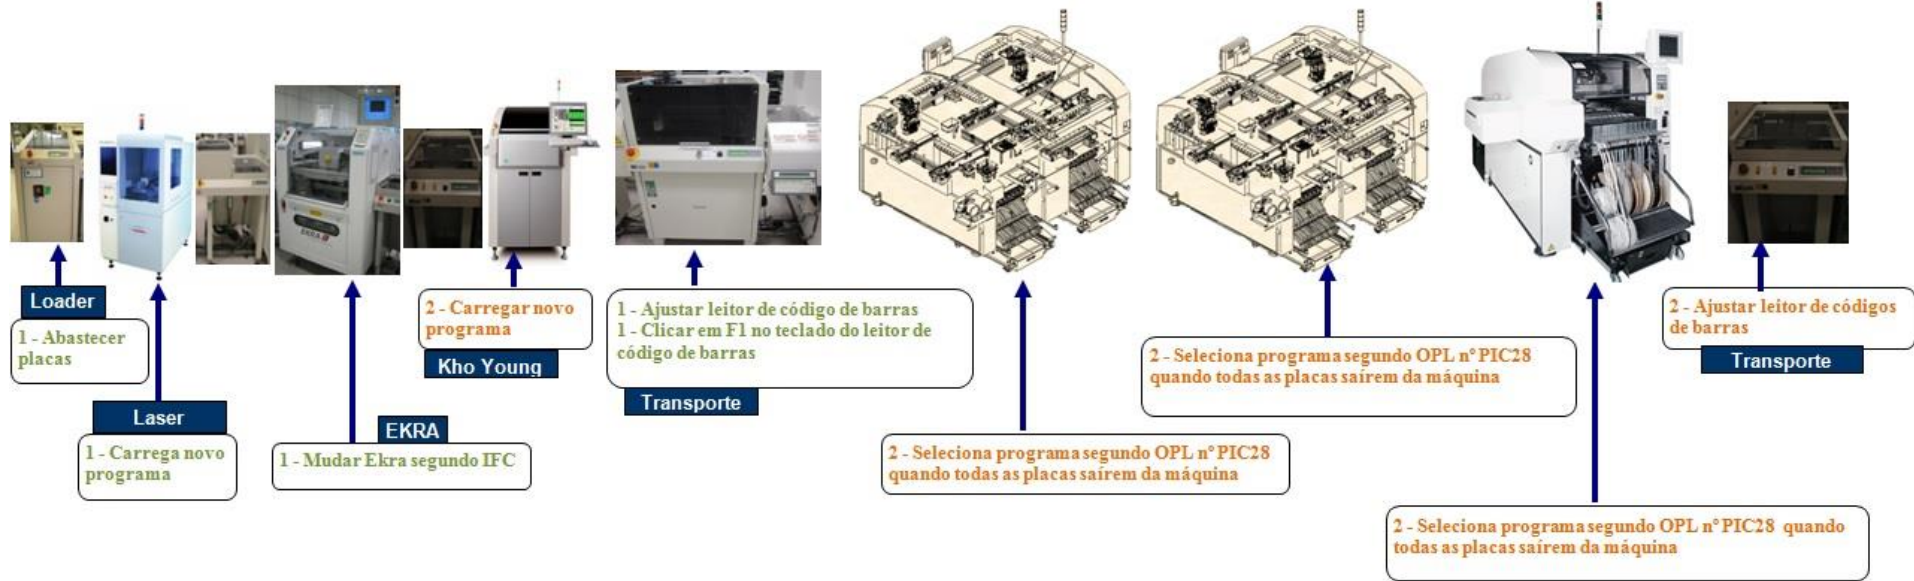 Loader
1 - Abastecer
placas
Laser
1 - Carrega novo
programa
EKRA
EKRA
1 - Mudar Ekra segundo IFC
2 - Carregar novo
programa
Kho Young
1 - Ajustar leitor de código de barras
1 - Clicar em F1 no teclado do leitor de
código de barras
Transporte
2 - Seleciona programa segundo OPL nº PIC28
quando todas as placas saírem da máquina
2 - Seleciona programa segundo OPL nº PIC28
quando todas as placas saírem da máquina
2 - Seleciona programa segundo OPL nº PIC28 quando
todas as placas saírem da máquina
2 - Ajustar leitor de códigos
de barras
Transporte